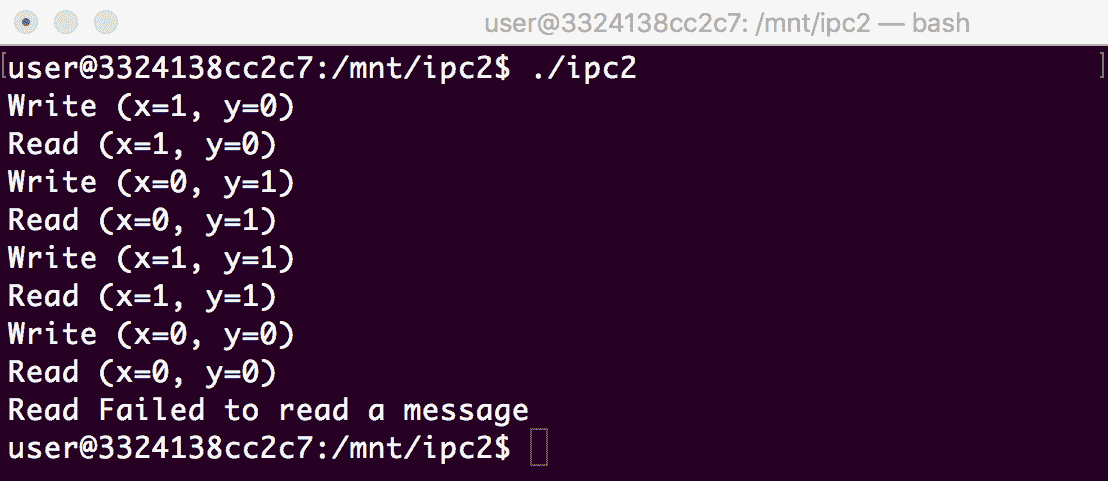 user@3324138cc2c7: /mnt/ipc2 — bash
[user@3324138cc2c7:/mnt/ipc2$ ./ipc2 ]
Write (x=1, y=0)
Read (x=1, y=0)
Write (x=0, y=1)
Read (x=0, y=1)
Write (x=1, y=1)
Read (x=1, y=1)
Write (x=0, y=0)
Read (x=0, y=0)
Read Failed to read a message
user@3324138cc2c7:/mnt/ipc2$